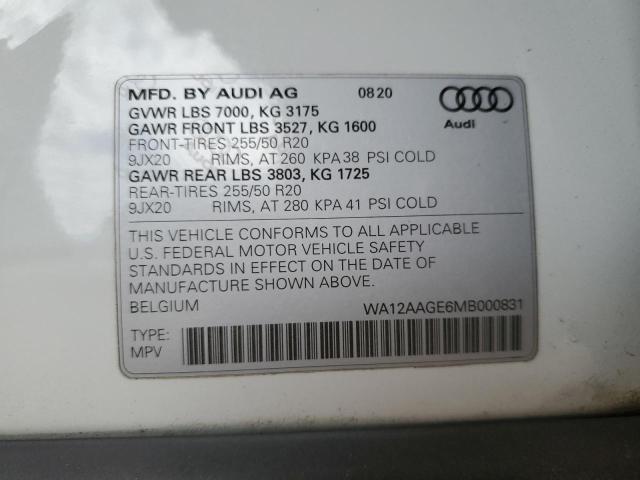 MFD. BY AUDI AG 08 20
GVWR LBS 7000, KG 3175
GAWR FRONT LBS 3527, KG 1600
FRONT-TIRES 255/50 R20
9JX20 RIMS, AT 260 KPA 38 PSI COLD
GAWR REAR LBS 3803, KG 1725
REAR-TIRES 255/50 R20
9JX20 RIMS, AT 280 KPA 41 PSI COLD
Audi
THIS VEHICLE CONFORMS TO ALL APPLICABLE
U.S. FEDERAL MOTOR VEHICLE SAFETY
STANDARDS IN EFFECT ON THE DATE OF
MANUFACTURE SHOWN ABOVE.
BELGIUM WA12AAGE6MB000831
TYPE:
MPV